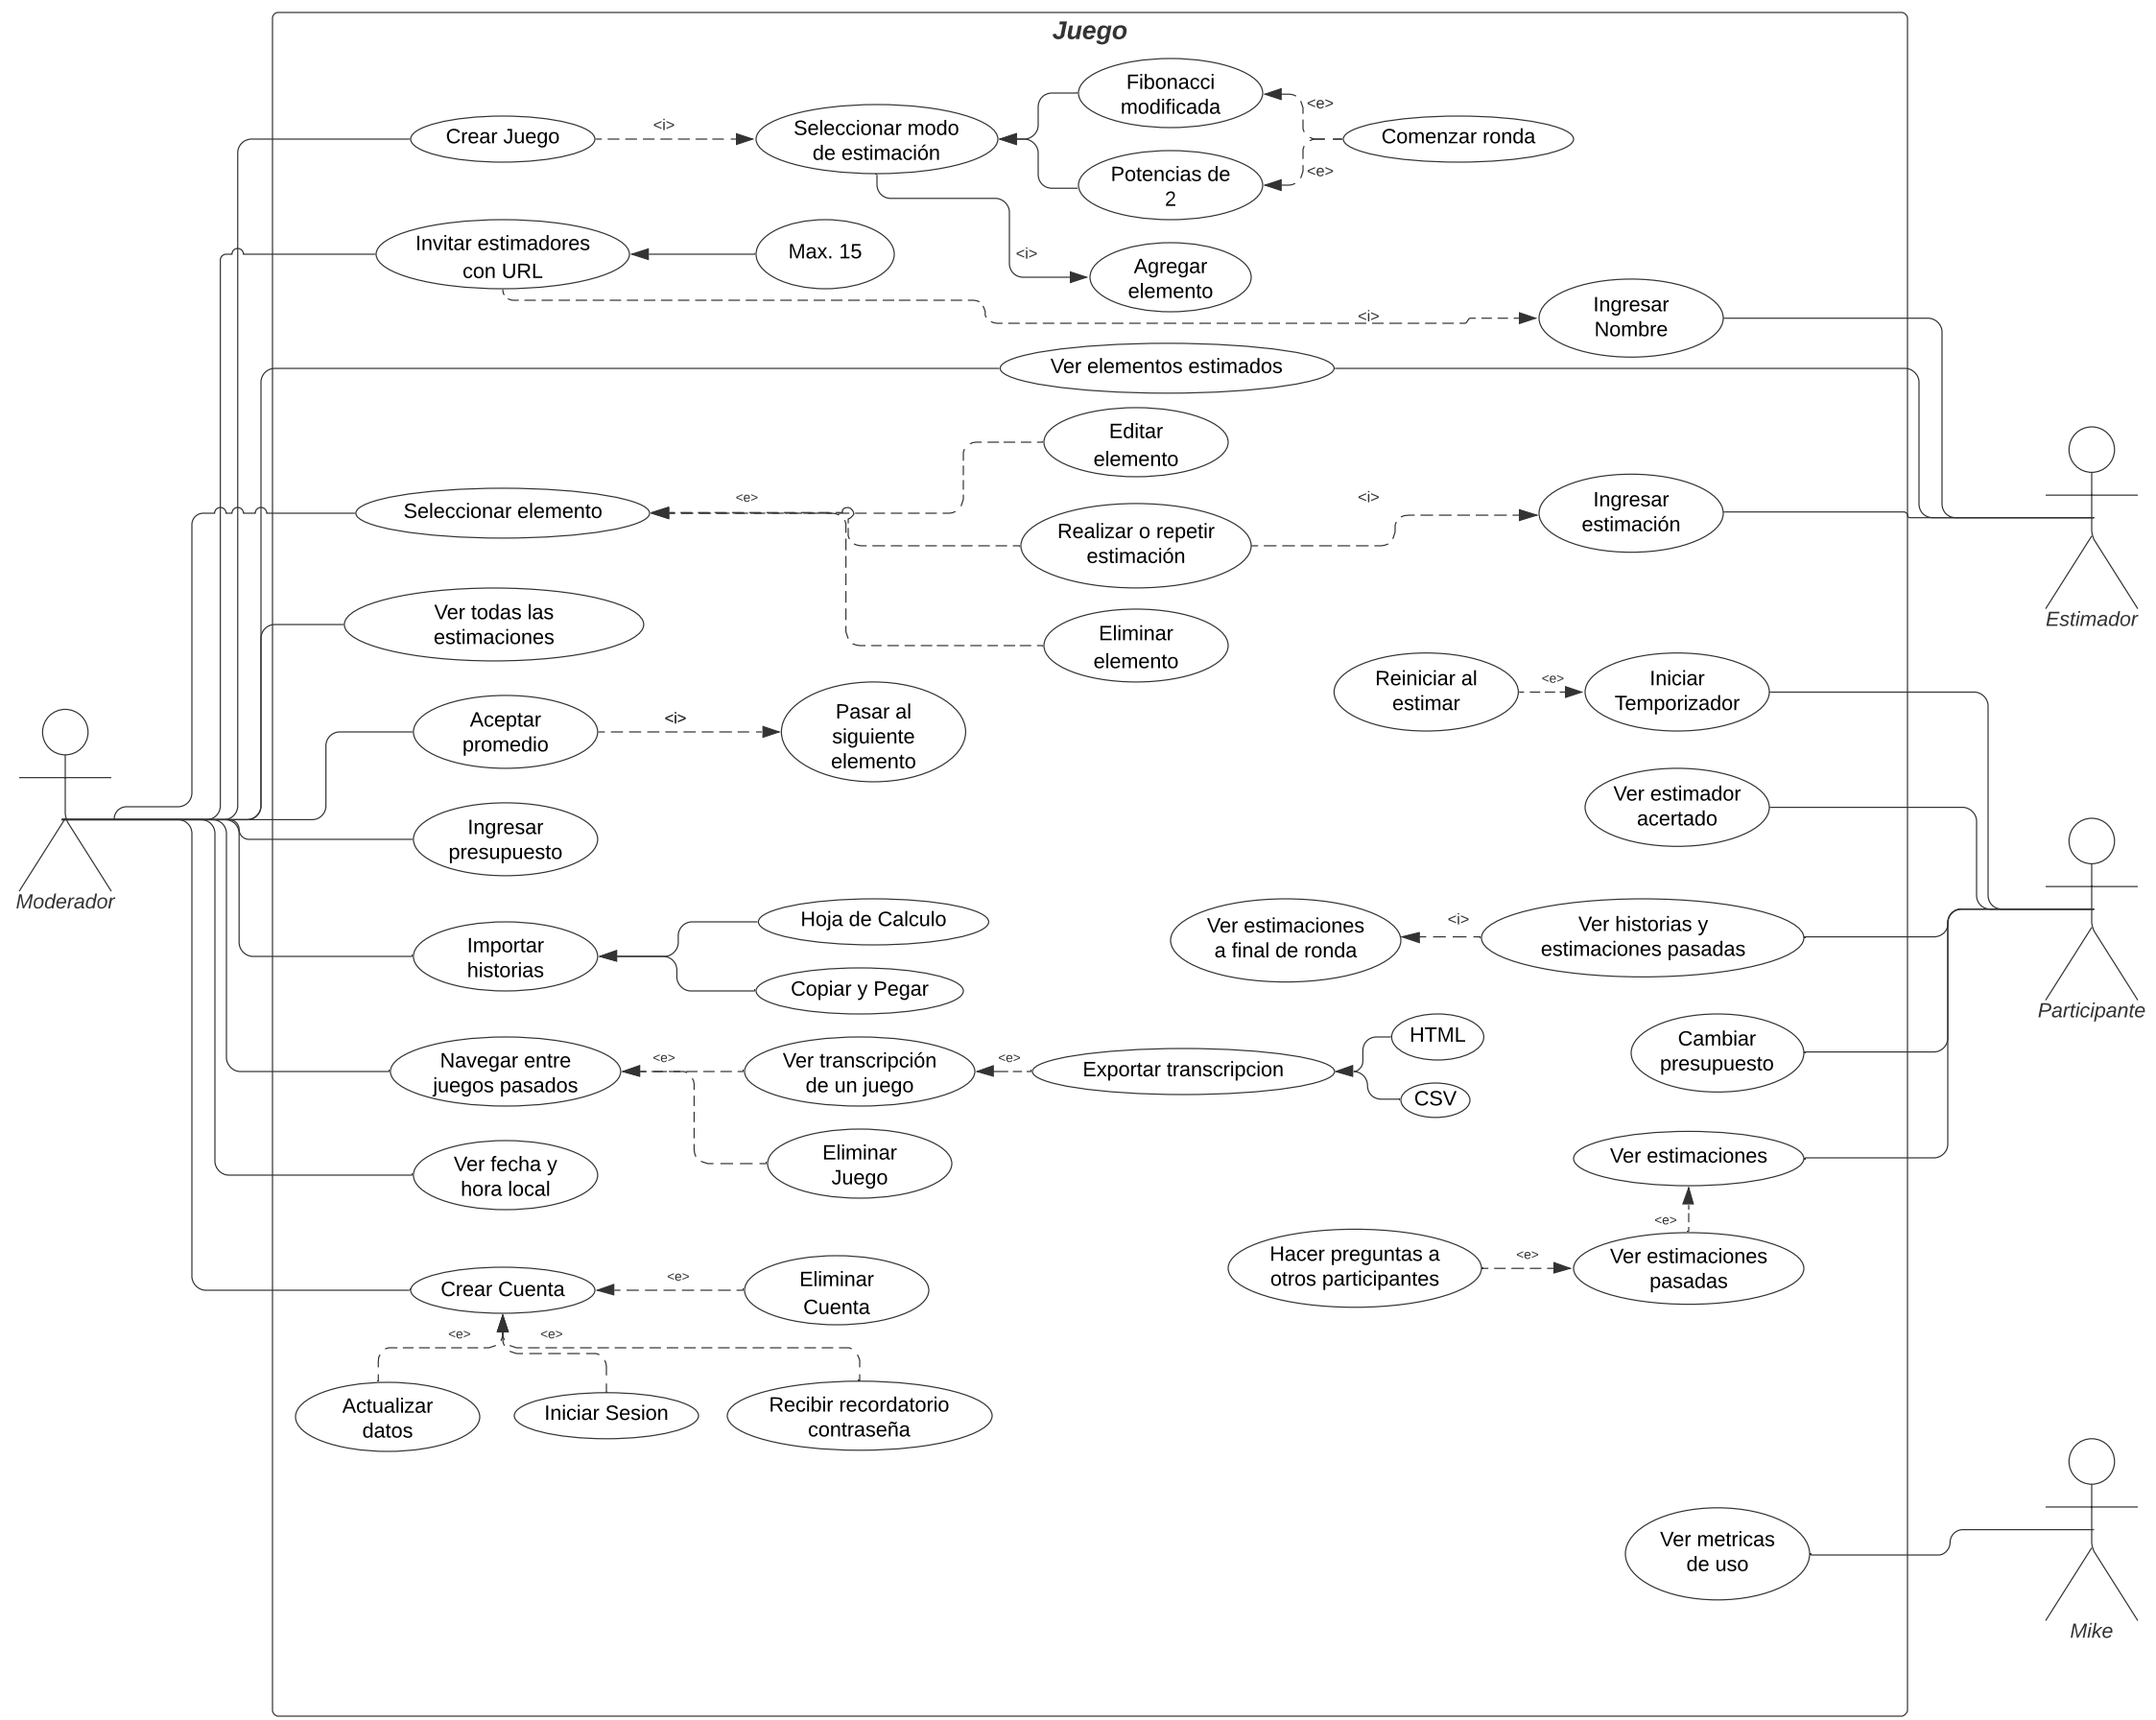 Juego
Fibonacci
modificada
<e>
Crear Juego
<i>
Seleccionar modo
de estimación
Comenzar ronda
Potencias de
2
<e>
Invitar estimadores
con URL
Max. 15
<i>
Agregar
elemento
<i>
Ingresar
Nombre
Ver elementos estimados
Editar
elemento
Seleccionar elemento
<e>
Realizar o repetir
estimación
<i>
Ingresar
estimación
Estimador
Ver todas las
estimaciones
Eliminar
elemento
Reiniciar al
estimar
<e>
Iniciar
Temporizador
Aceptar
promedio
<i>
Pasar al
siguiente
elemento
Ver estimador
acertado
Ingresar
presupuesto
Moderador
Importar
historias
Hoja de Calculo
Copiar y Pegar
Ver estimaciones
a final de ronda
<i>
Ver historias y
estimaciones pasadas
Participante
Navegar entre
juegos pasados
<e>
Ver transcripción
de un juego
<e>
Exportar transcripcion
HTML
CSV
Cambiar
presupuesto
Ver fecha y
hora local
Eliminar
Juego
Ver estimaciones
<e>
Hacer preguntas a
otros participantes
<e>
Ver estimaciones
pasadas
Crear Cuenta
<e>
Eliminar
Cuenta
<e>
<e>
Actualizar
datos
Iniciar Sesion
Recibir recordatorio
contraseña
Ver metricas
de uso
Mike